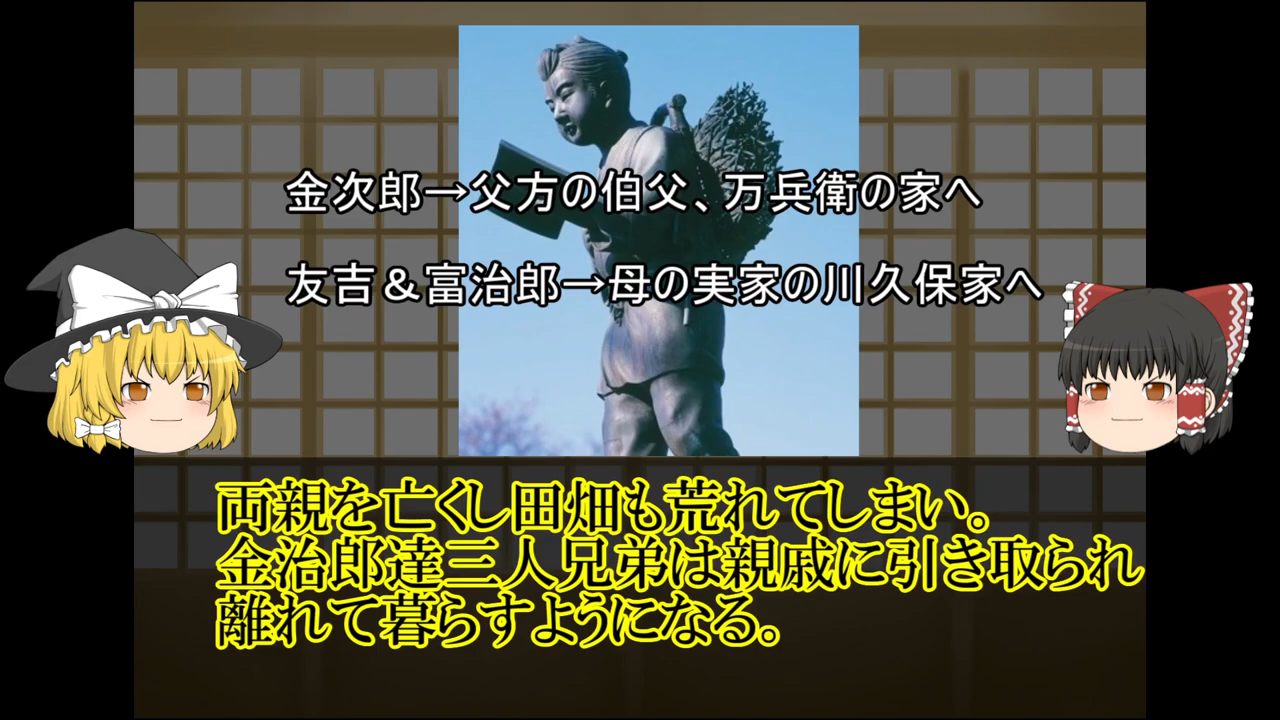 金次郎→父方の伯父、万兵衛の家へ
友吉＆富治郎→母の実家の川久保家へ
両親を亡くし田畑も荒れてしまい。
金治郎達三人兄弟は親戚に引き取られ
離れて暮らすようになる。